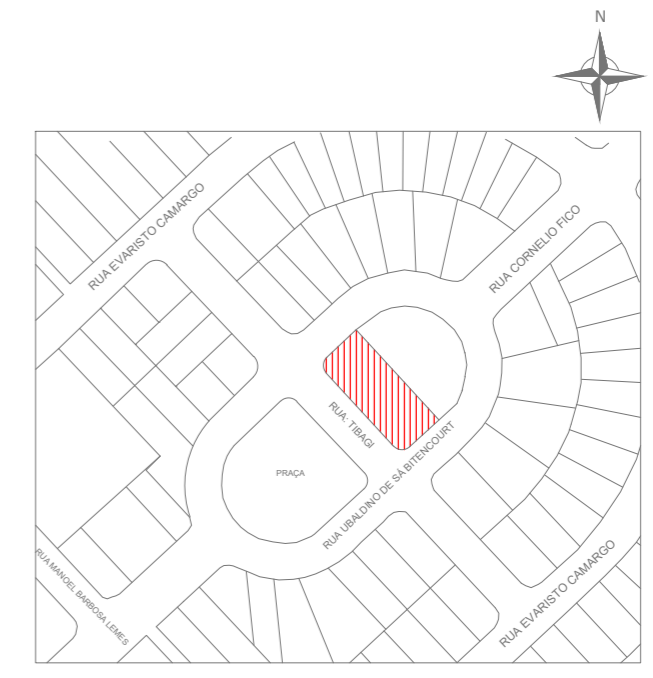 N
RUA EVARISTO CAMARGO
RUA CORNELIO FICO
RUA: TIBAGI
PRAÇA
RUA UBALDINO DE SÁ BITENCOURT
RUA MANOEL BARBOSA LEMES
RUA EVARISTO CAMARGO